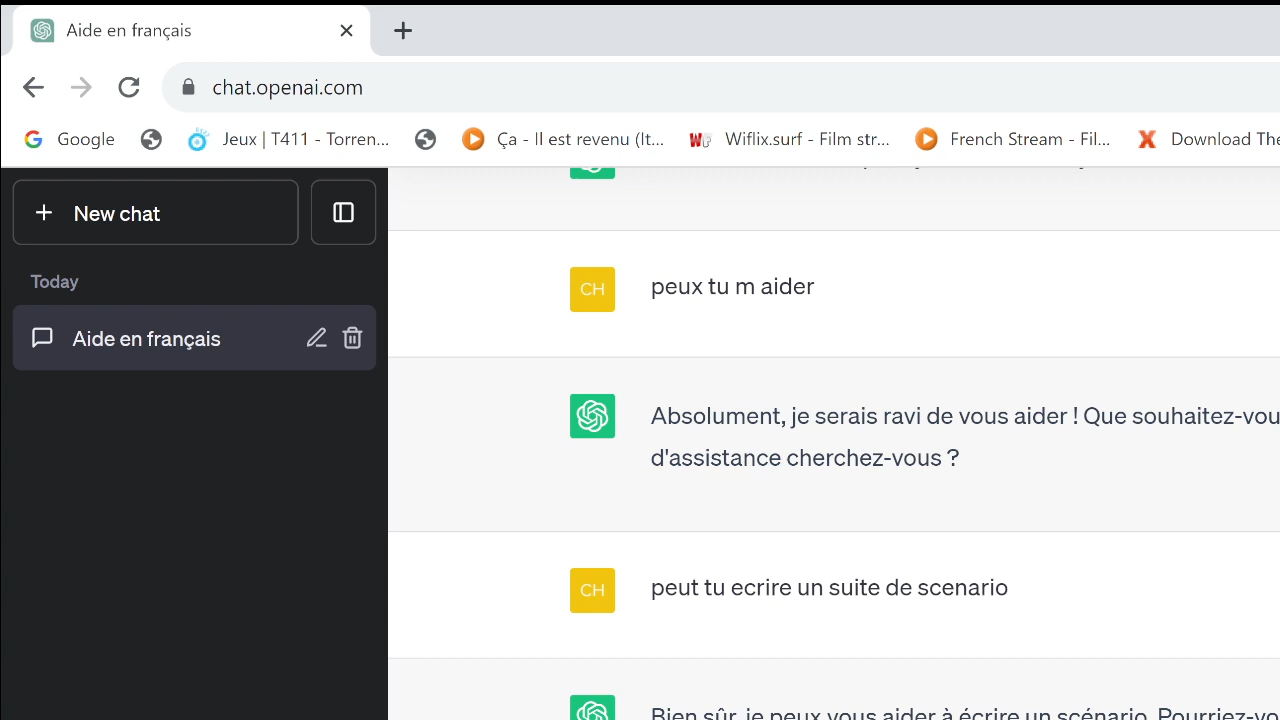 Aide en français
chat.openai.com
Google Jeux | T411 - Torren... Ça - Il est revenu (It... Wiflix.surf - Film str... French Stream - Fil... Download The
New chat
Today
Aide en français
CH peux tu m aider
Absolument, je serais ravi de vous aider ! Que souhaitez-vou
d'assistance cherchez-vous ?
CH peut tu ecrire un suite de scenario
Bien sûr, je peux vous aider à écrire un scénario. Pourriez-vo